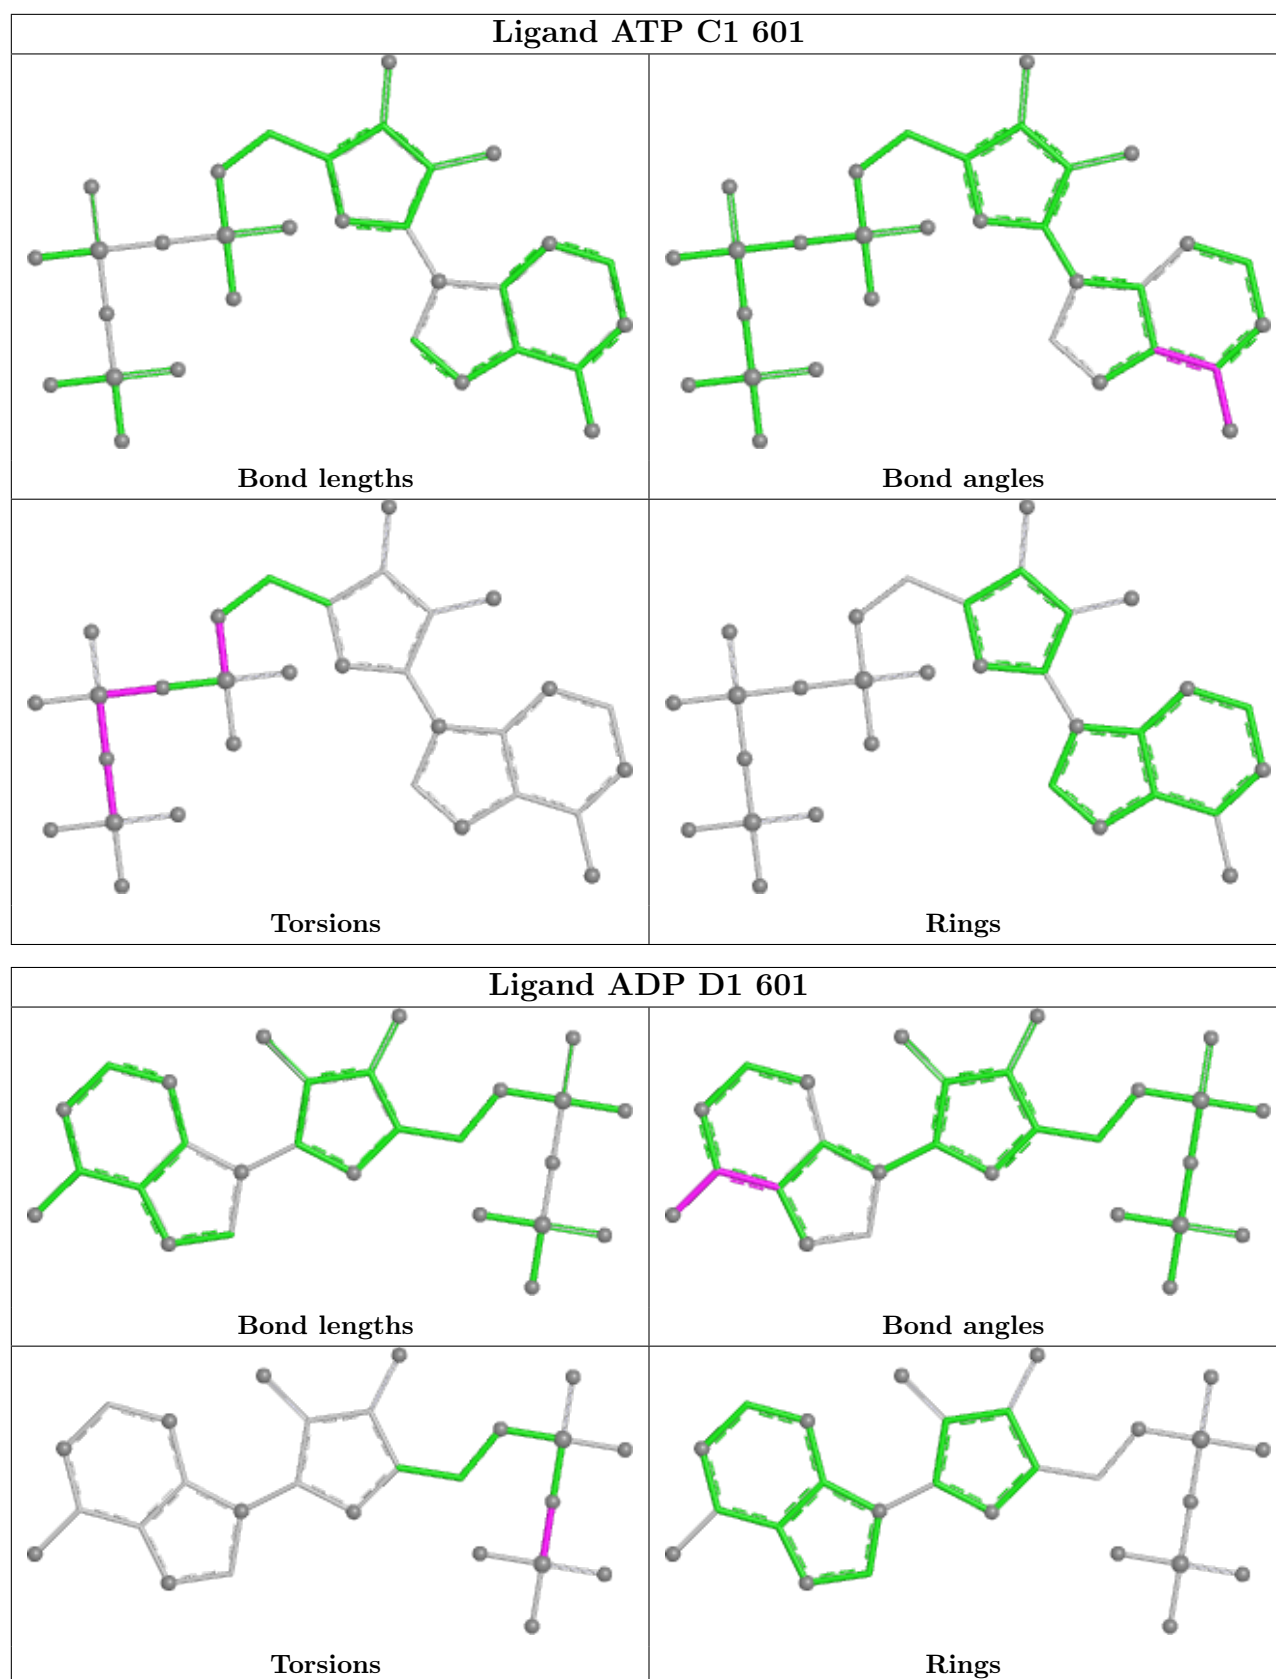 Ligand ATP C1 601
Bond lengths
Bond angles
Torsions
Rings
Ligand ADP D1 601
Bond lengths
Bond angles
Torsions
Rings